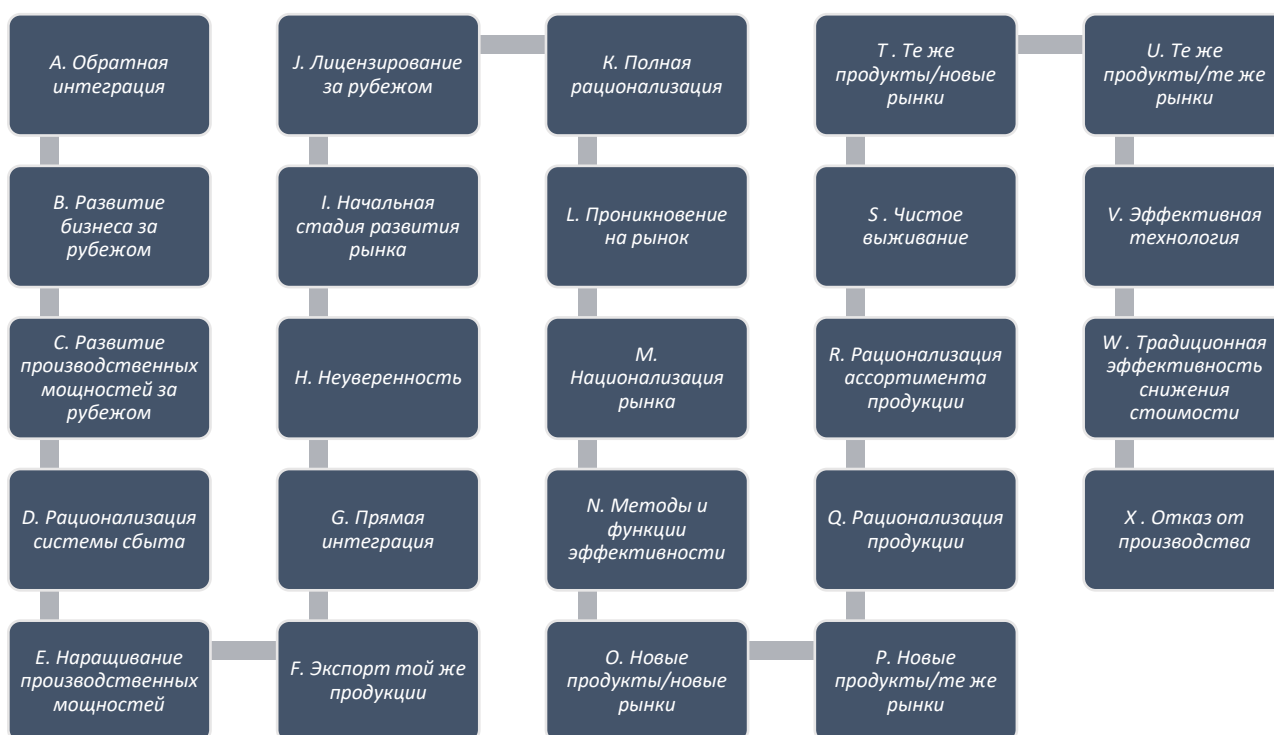 A. Обратная
интеграция
B. Развитие
бизнеса за
рубежом
C. Развитие
производственных
мощностей за
рубежом
D. Рационализация
системы сбыта
E. Наращивание
производственных
мощностей
F. Экспорт той же
продукции
G. Прямая
интеграция
H. Неуверенность
I. Начальная
стадия развития
рынка
J. Лицензирование
за рубежом
K. Полная
рационализация
L. Проникновение
на рынок
M.
Национализация
рынка
N. Методы и
функции
эффективности
O. Новые
продукты/новые
рынки
P. Новые
продукты/те же
рынки
Q. Рационализация
продукции
R. Рационализация
ассортимента
продукции
S . Чистое
выживание
T . Те же
продукты/новые
рынки
U. Те же
продукты/те же
рынки
V. Эффективная
технология
W . Традиционная
эффективность
снижения
стоимости
X . Отказ от
производства